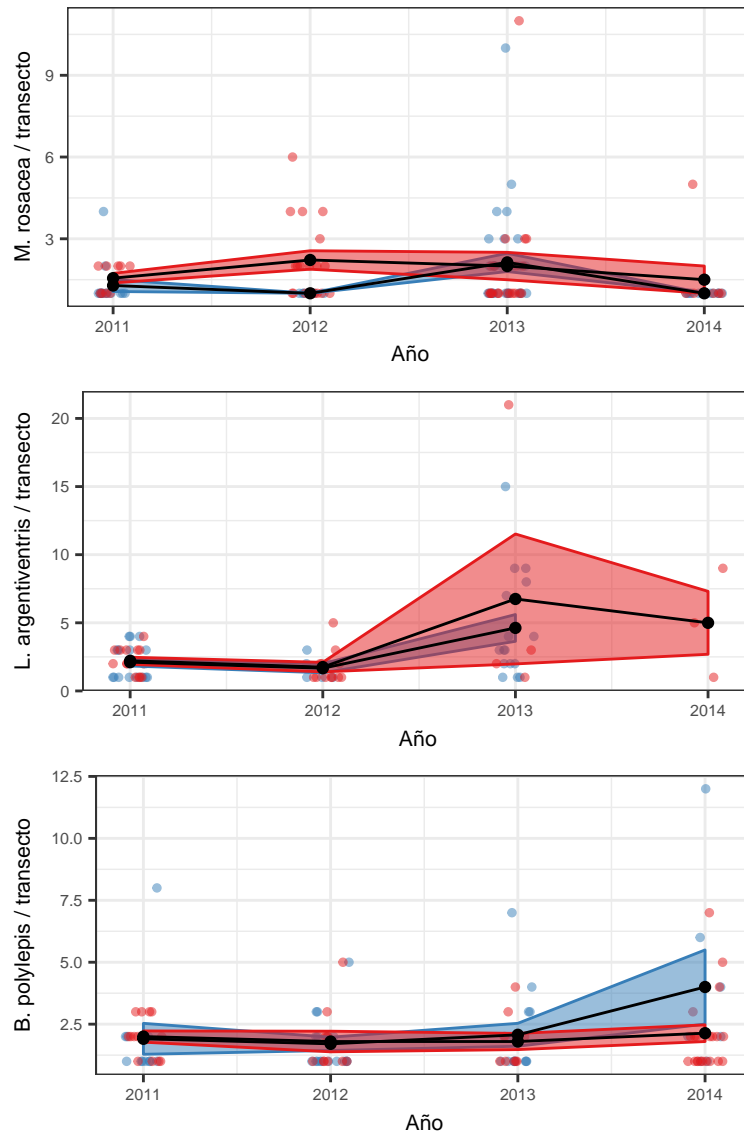 M. rosacea / transecto
9
6
3
2011 2012 2013 2014
Año
L. argentiventris / transecto
20
15
10
5
0
2011 2012 2013 2014
Año
B. polylepis / transecto
12.5
10.0
7.5
5.0
2.5
2011 2012 2013 2014
Año